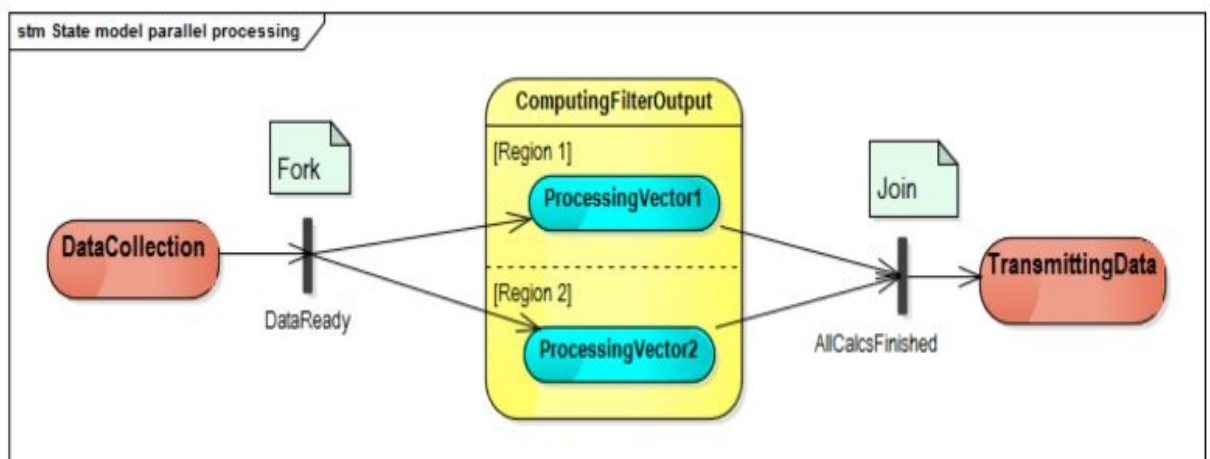 stm State model parallel processing
ComputingFilterOutput
Fork
[Region 1]
ProcessingVector1
Join
DataCollection
TransmittingData
[Region 2]
DataReady
ProcessingVector2
AllCalcsFinished